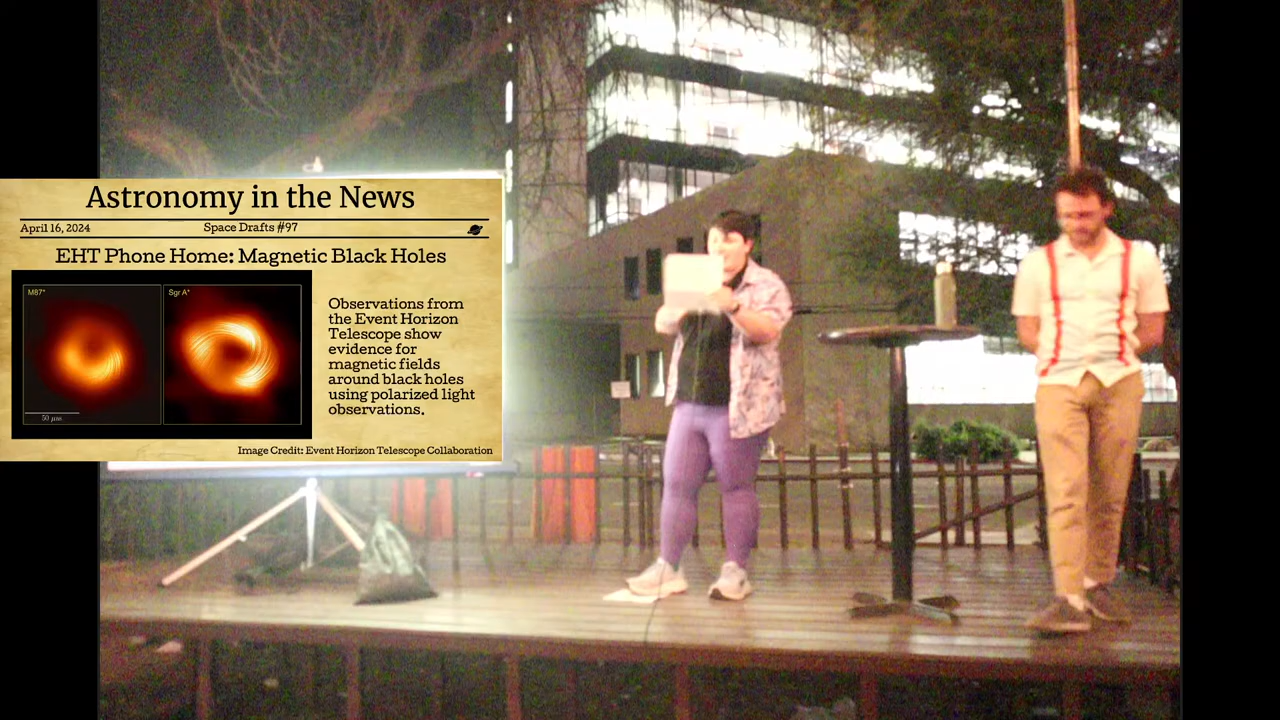 Astronomy in the News
April 16, 2024 Space Drafts #97
EHT Phone Home: Magnetic Black Holes
M87* Sgr A*
Observations from
the Event Horizon
Telescope show
evidence for
magnetic fields
around black holes
using polarized light
observations.
50 μas
Image Credit: Event Horizon Telescope Collaboration